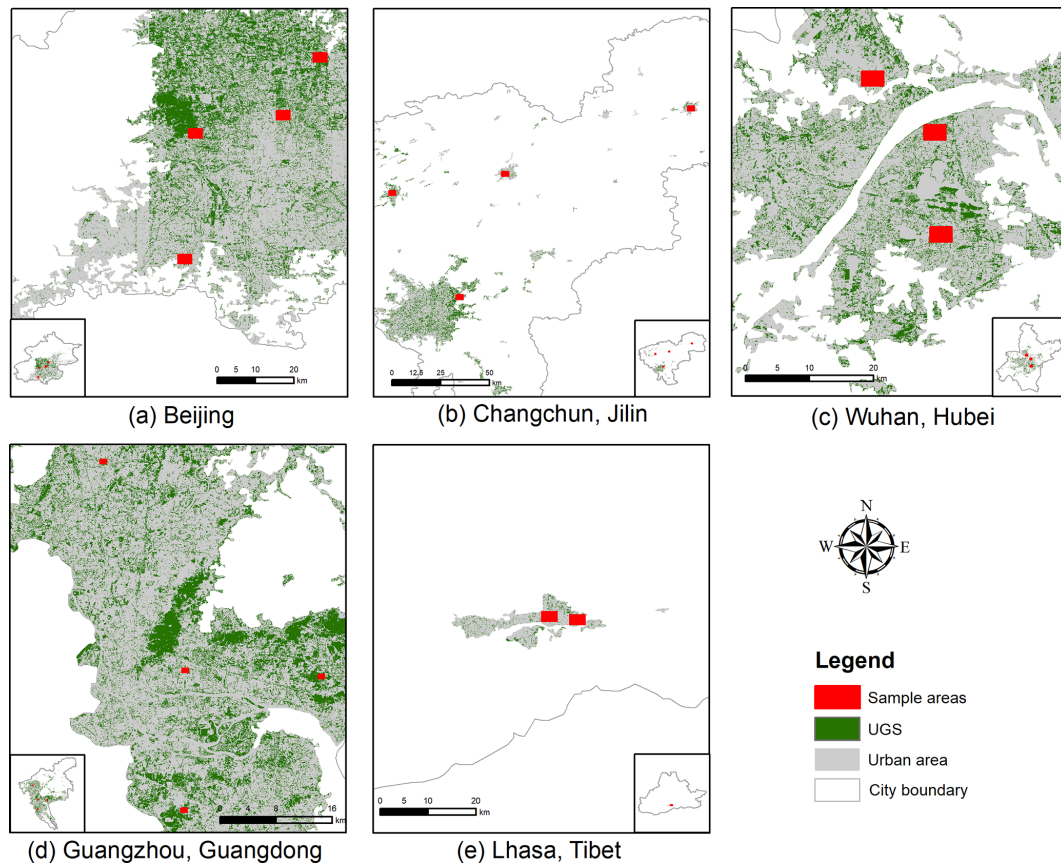 0 5 10 20
km
(a) Beijing
0 12.5 25 50
km
(b) Changchun, Jilin
0 5 10 20
km
(c) Wuhan, Hubei
0 4 8 16
km
(d) Guangzhou, Guangdong
0 5 10 20
km
(e) Lhasa, Tibet
N
W E
S
Legend
Sample areas
UGS
Urban area
City boundary